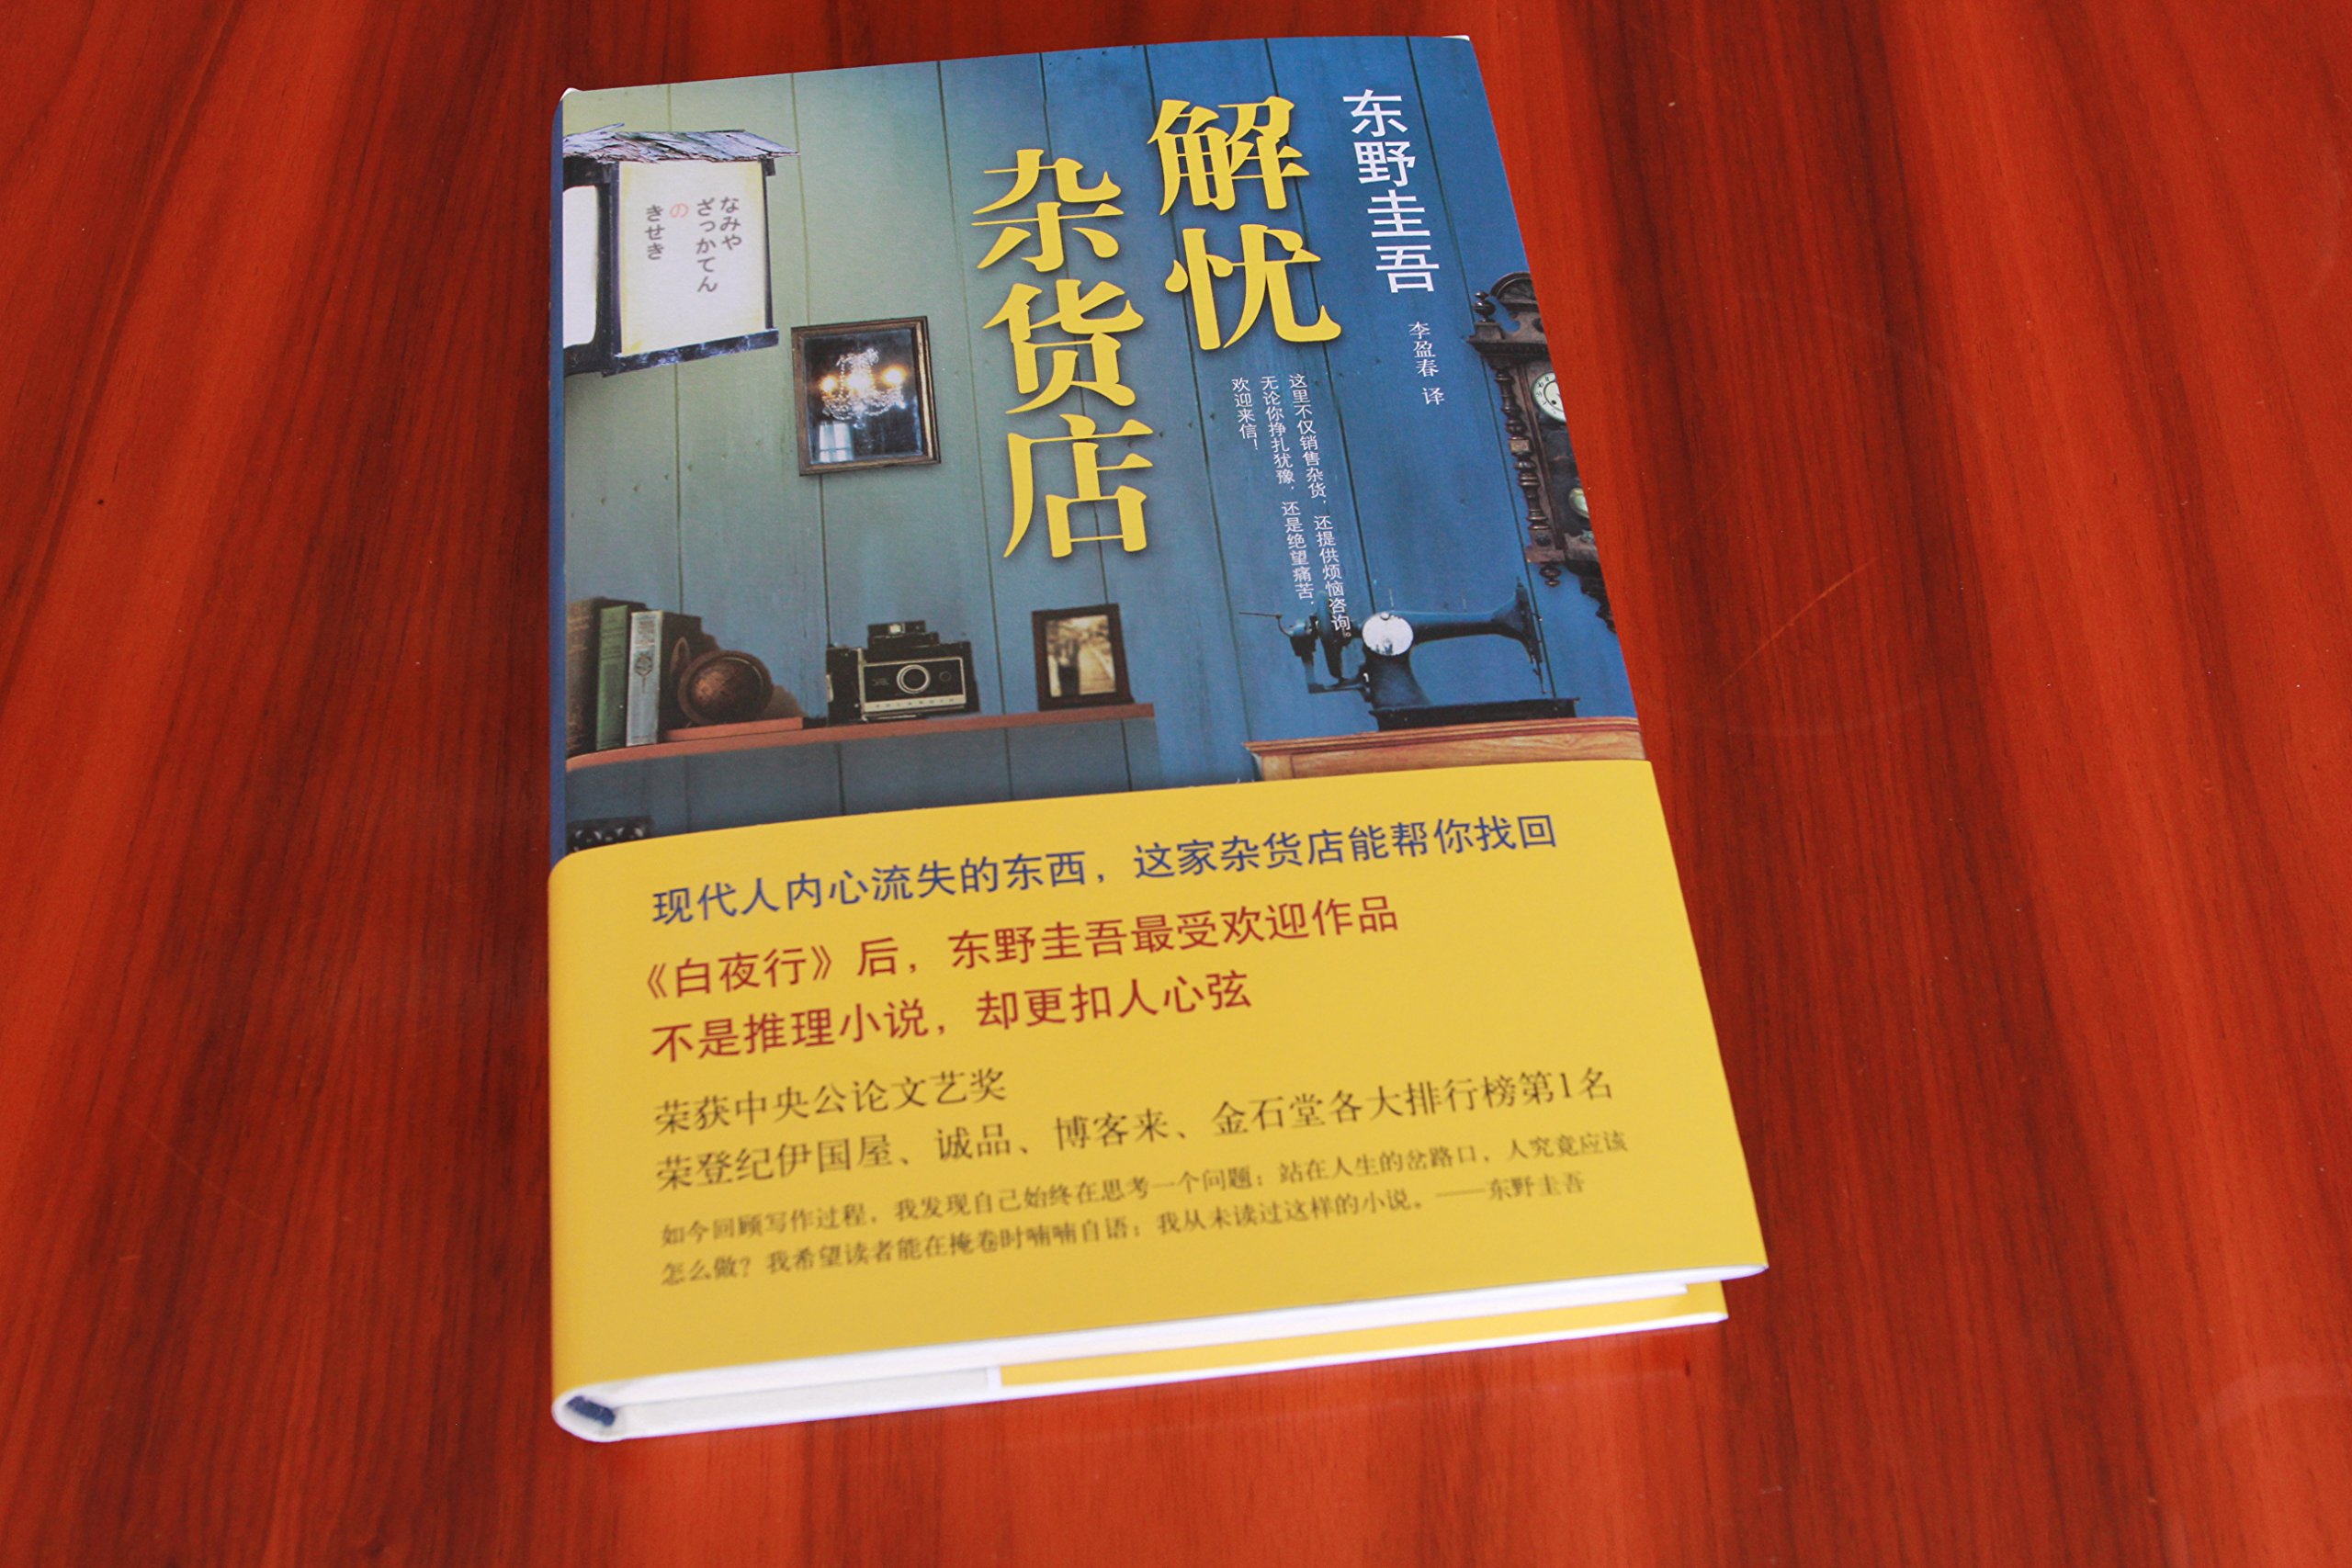 东野圭吾
李盈春 译
解忧
杂货店
这里不仅销售杂货，还提供烦恼咨询。
无论你挣扎犹豫，还是绝望痛苦，
欢迎来信！
なみや
ざっかてん
の
きせき
现代人内心流失的东西，这家杂货店能帮你找回
《白夜行》后，东野圭吾最受欢迎作品
不是推理小说，却更扣人心弦
荣获中央公论文艺奖
荣登纪伊国屋、诚品、博客来、金石堂各大排行榜第1名
如今回顾写作过程，我发现自己始终在思考一个问题：站在人生的岔路口，人究竟应该
怎么做？我希望读者能在掩卷时喃喃自语：我从未读过这样的小说。——东野圭吾